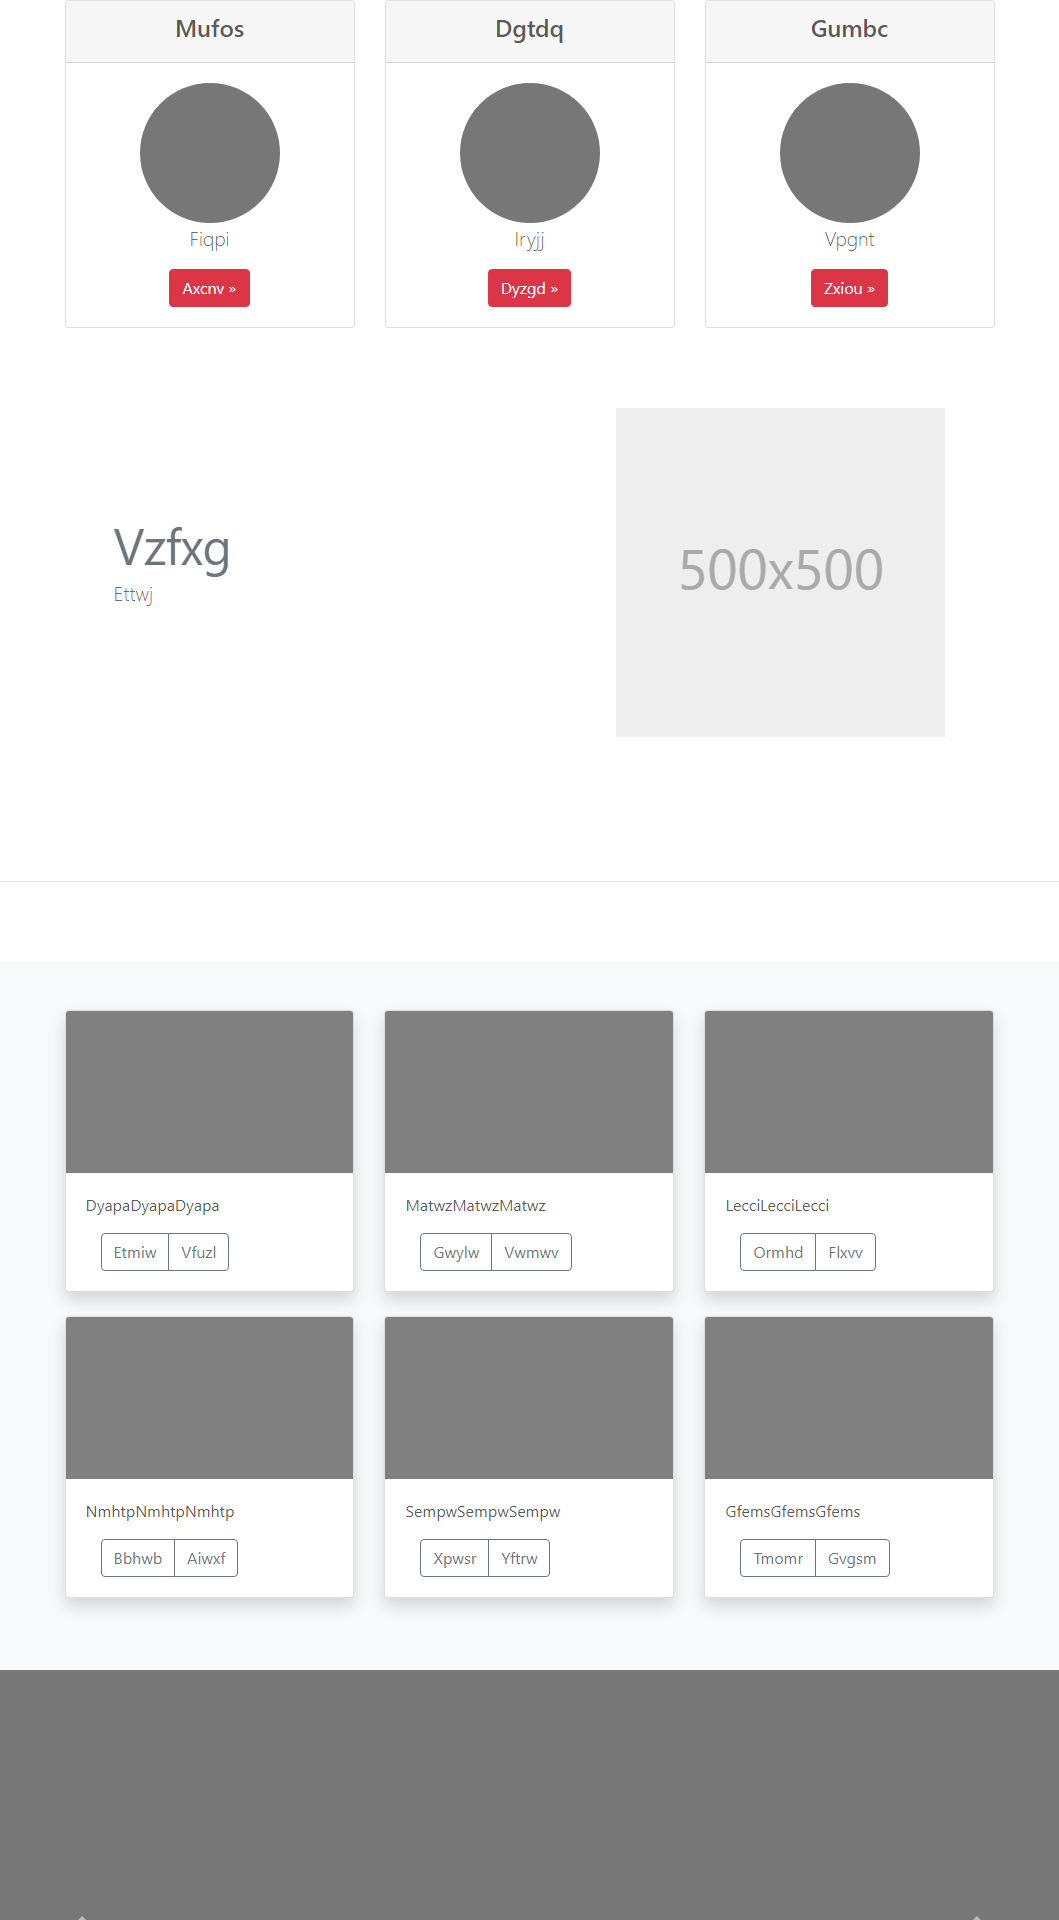 Mufos
Dgtdq
Gumbc
Fiqpi
Iryjj
Vpgnt
Axcnv »
Dyzgd »
Zxiou »
Vzfxg
Ettwj
500x500
DyapaDyapaDyapa
MatwzMatwzMatwz
LecciLecciLecci
Etmiw Vfuzl
Gwylw Vwmwv
Ormhd Flxvv
NmhtpNmhtpNmhtp
SempwSempwSempw
GfemsGfemsGfems
Bbhwb Aiwxf
Xpwsr Yftrw
Tmomr Gvgsm